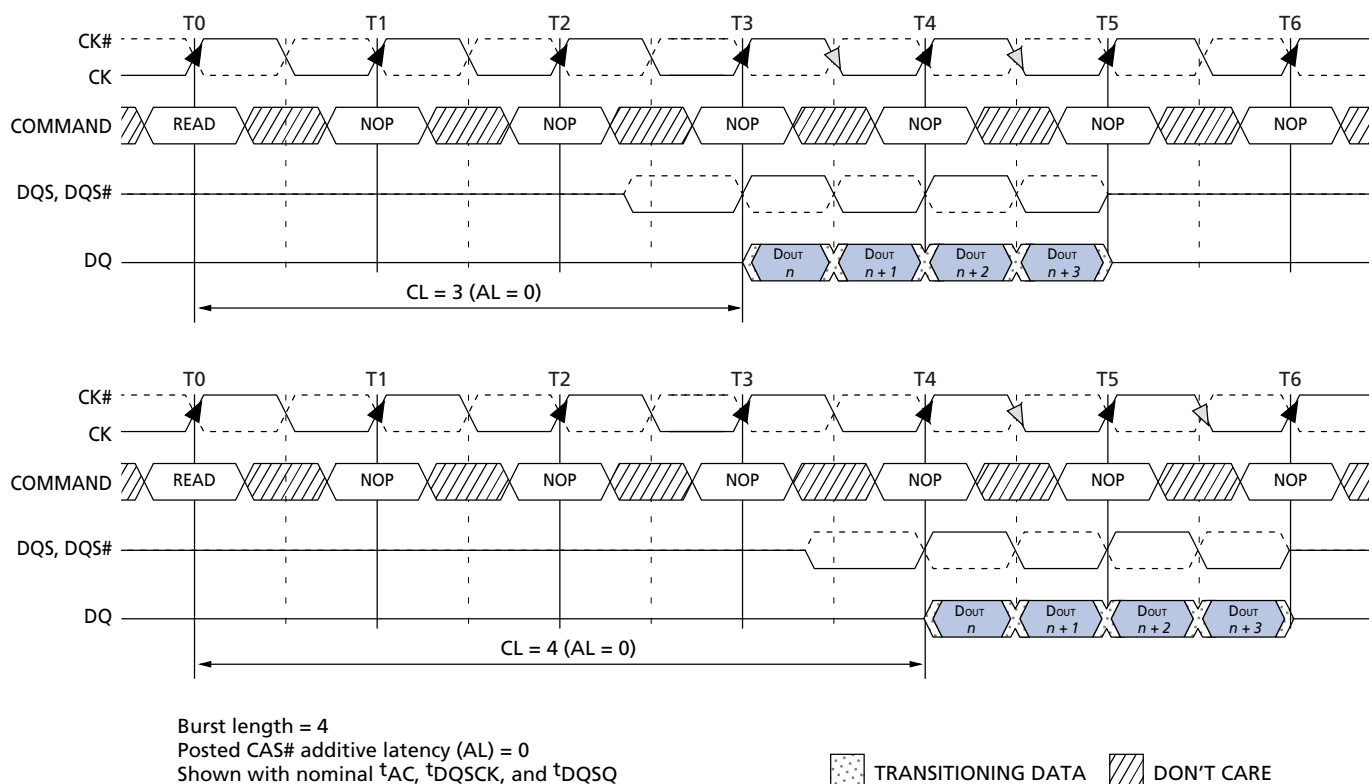 T0 T1 T2 T3 T4 T5 T6
CK#
CK
COMMAND READ NOP NOP NOP NOP NOP NOP
DQS, DQS#
DQ DOUT n DOUT n + 1 DOUT n + 2 DOUT n + 3
CL = 3 (AL = 0)
T0 T1 T2 T3 T4 T5 T6
CK#
CK
COMMAND READ NOP NOP NOP NOP NOP NOP
DQS, DQS#
DQ DOUT n DOUT n + 1 DOUT n + 2 DOUT n + 3
CL = 4 (AL = 0)
Burst length = 4
Posted CAS# additive latency (AL) = 0
Shown with nominal tAC, tDQSCK, and tDQSQ
TRANSITIONING DATA DON'T CARE